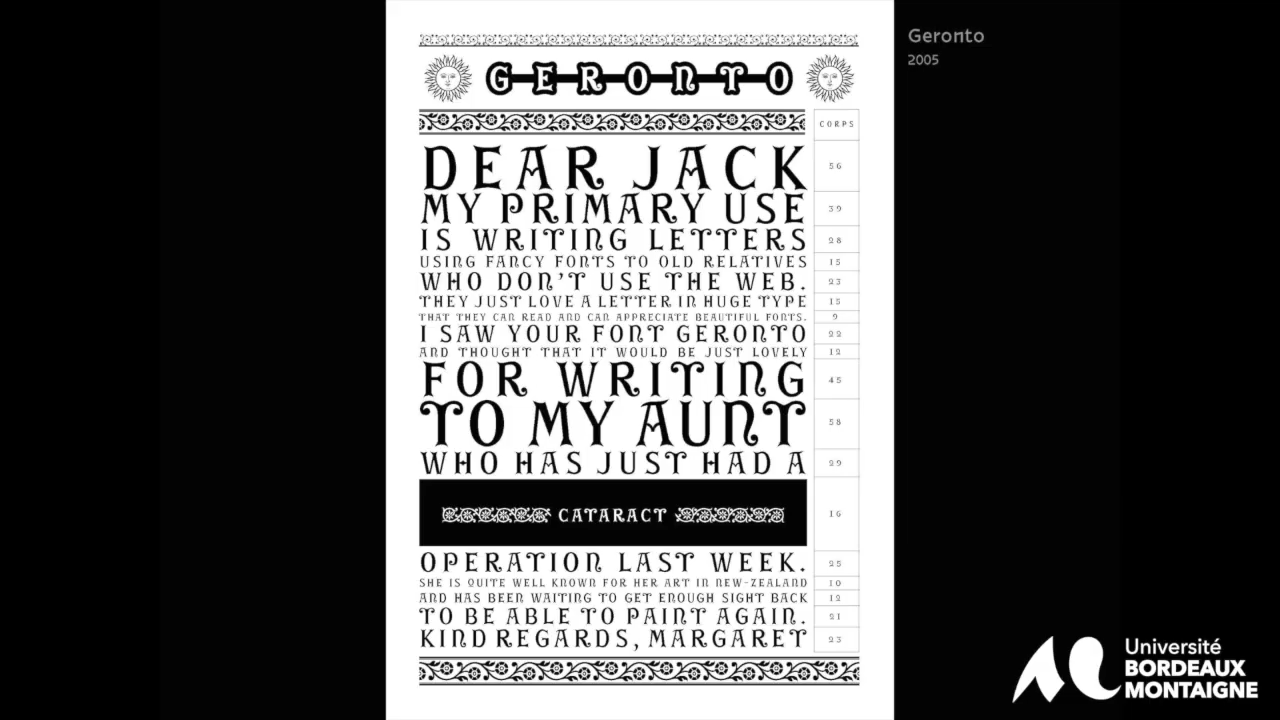 Geronto
2005
GERONTO
CORPS
DEAR JACK 56
MY PRIMARY USE 39
IS WRITING LETTERS 28
USING FANCY FONTS TO OLD RELATIVES 15
WHO DON'T USE THE WEB. 23
THEY JUST LOVE A LETTER IN HUGE TYPE 15
THAT THEY CAN READ AND CAN APPRECIATE BEAUTIFUL FONTS. 9
I SAW YOUR FONT GERONTO 22
AND THOUGHT THAT IT WOULD BE JUST LOVELY 12
FOR WRITING 45
TO MY AUNT 58
WHO HAS JUST HAD A 29
CATARACT 16
OPERATION LAST WEEK. 25
SHE IS QUITE WELL KNOWN FOR HER ART IN NEW-ZEALAND 10
AND HAS BEEN WAITING TO GET ENOUGH SIGHT BACK 12
TO BE ABLE TO PAINT AGAIN. 21
KIND REGARDS, MARGARET 23
Université
BORDEAUX
MONTAIGNE